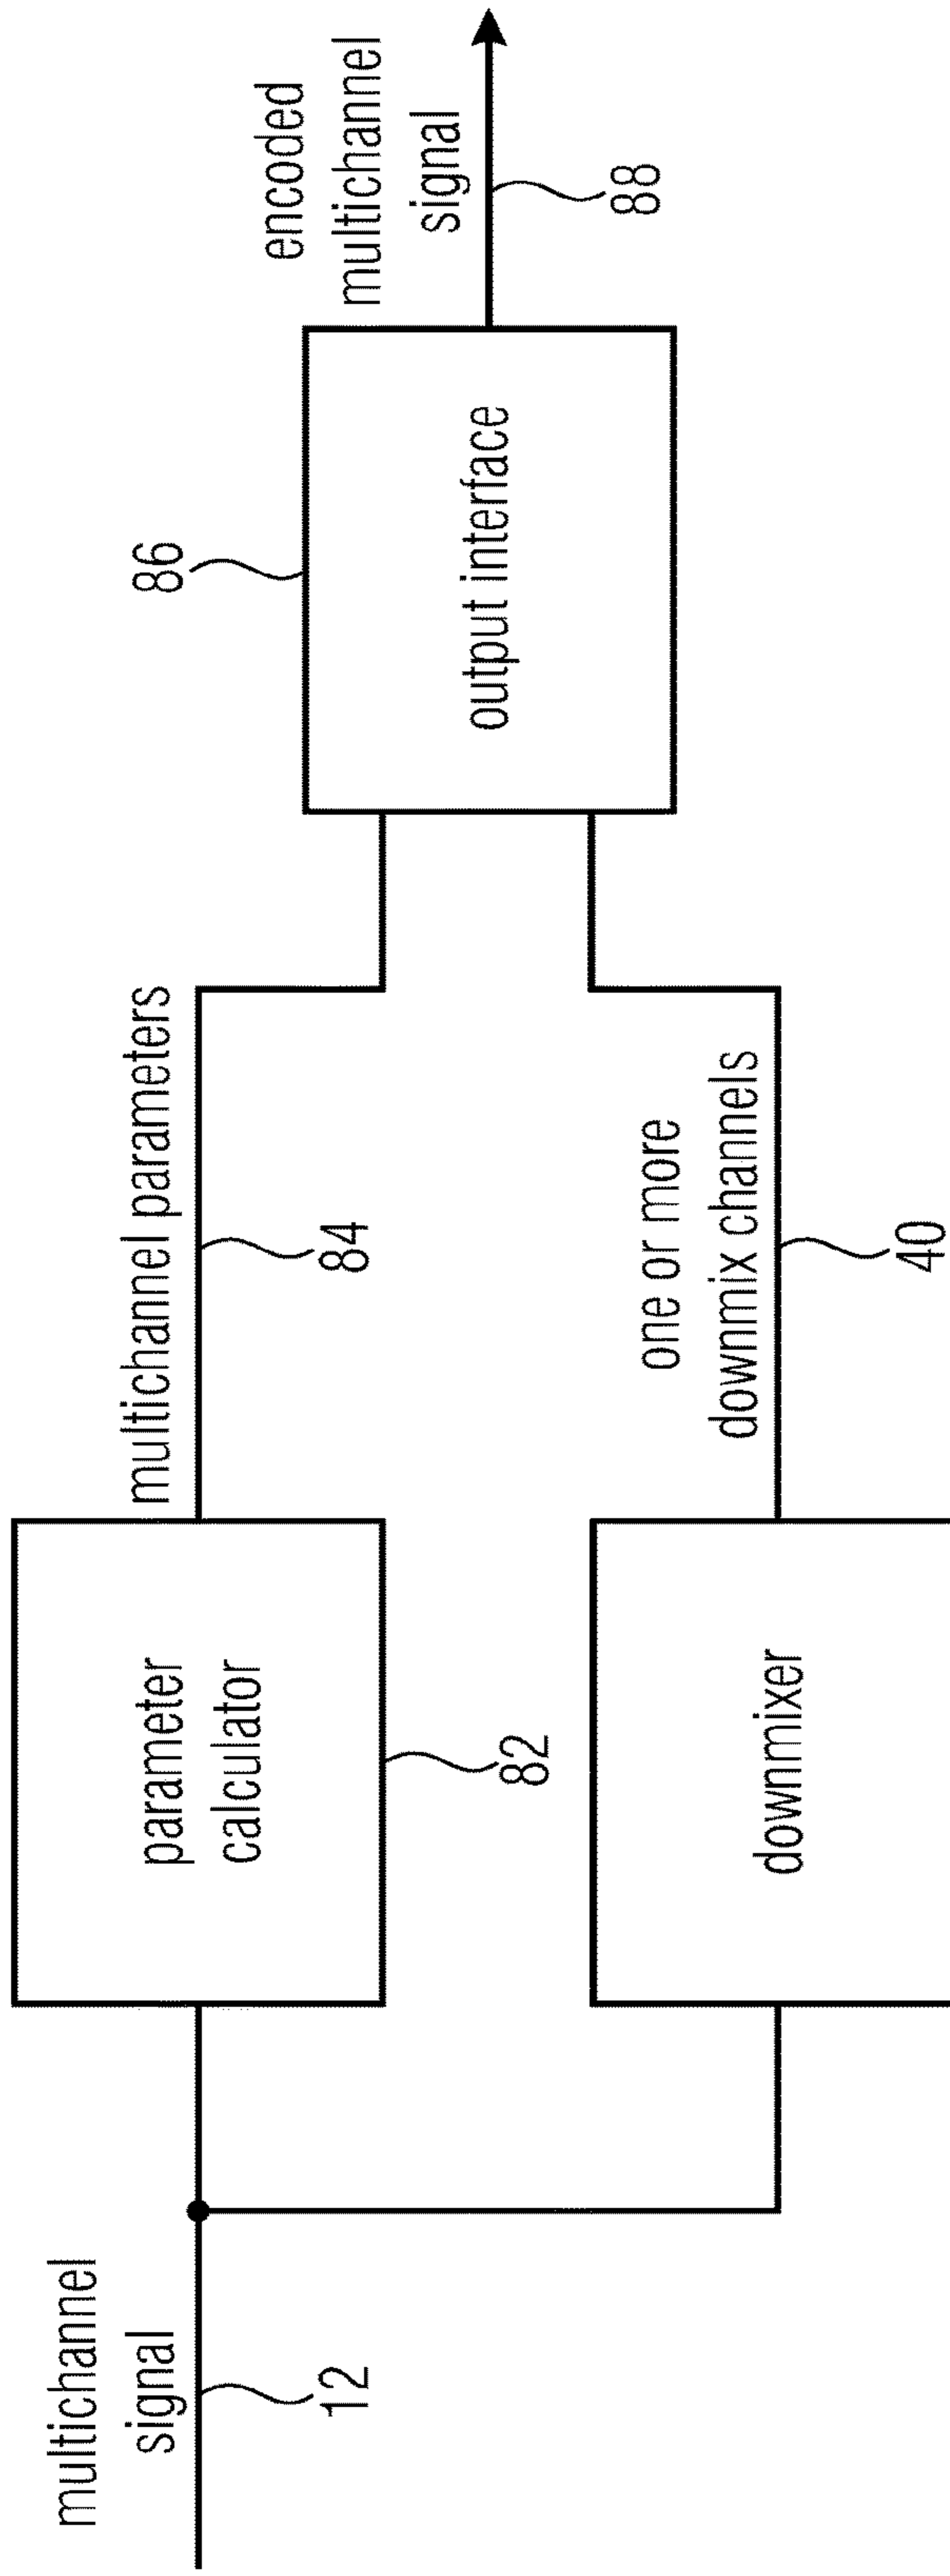 multichannel
signal
12
parameter
calculator
82
multichannel parameters
84
downmixer
one or more
downmix channels
40
output interface
86
encoded
multichannel
signal
88